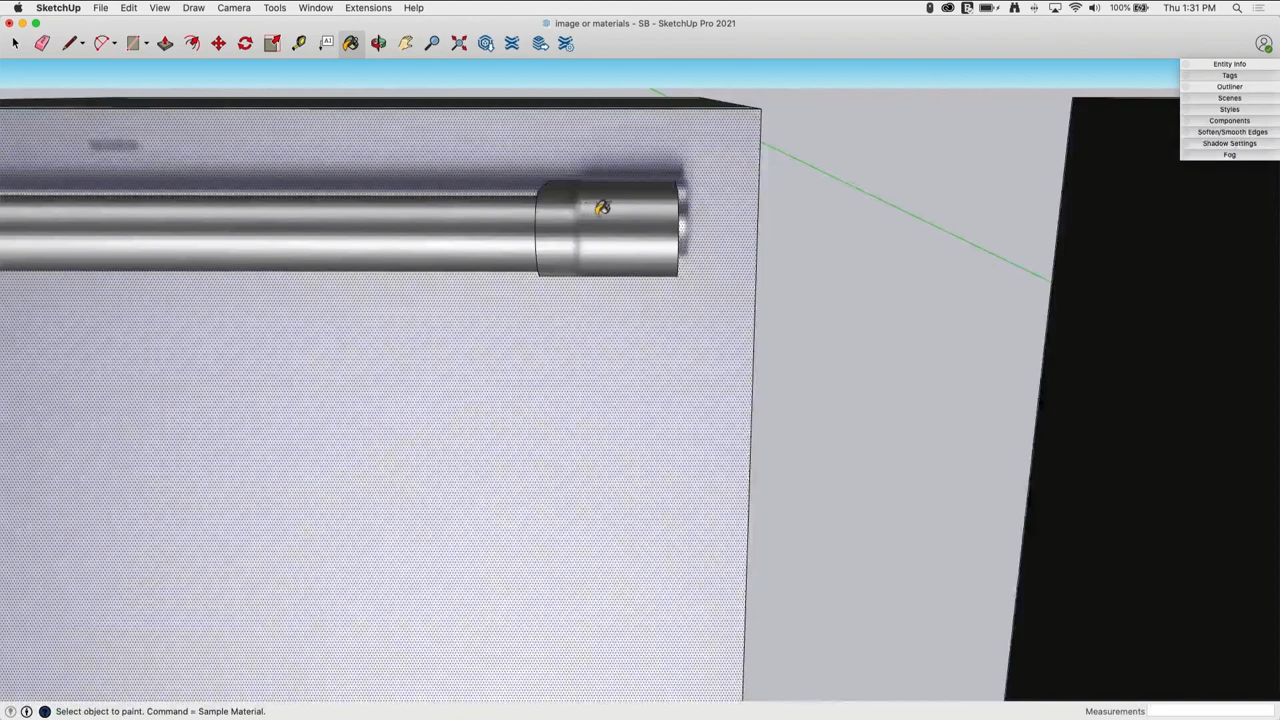 SketchUp File Edit View Draw Camera Tools Window Extensions Help 100% Thu 1:31 PM
image or materials - SB - SketchUp Pro 2021
A1
Entity Info
Tags
Outliner
Scenes
Styles
Components
Soften/Smooth Edges
Shadow Settings
Fog
Select object to paint. Command = Sample Material.
Measurements